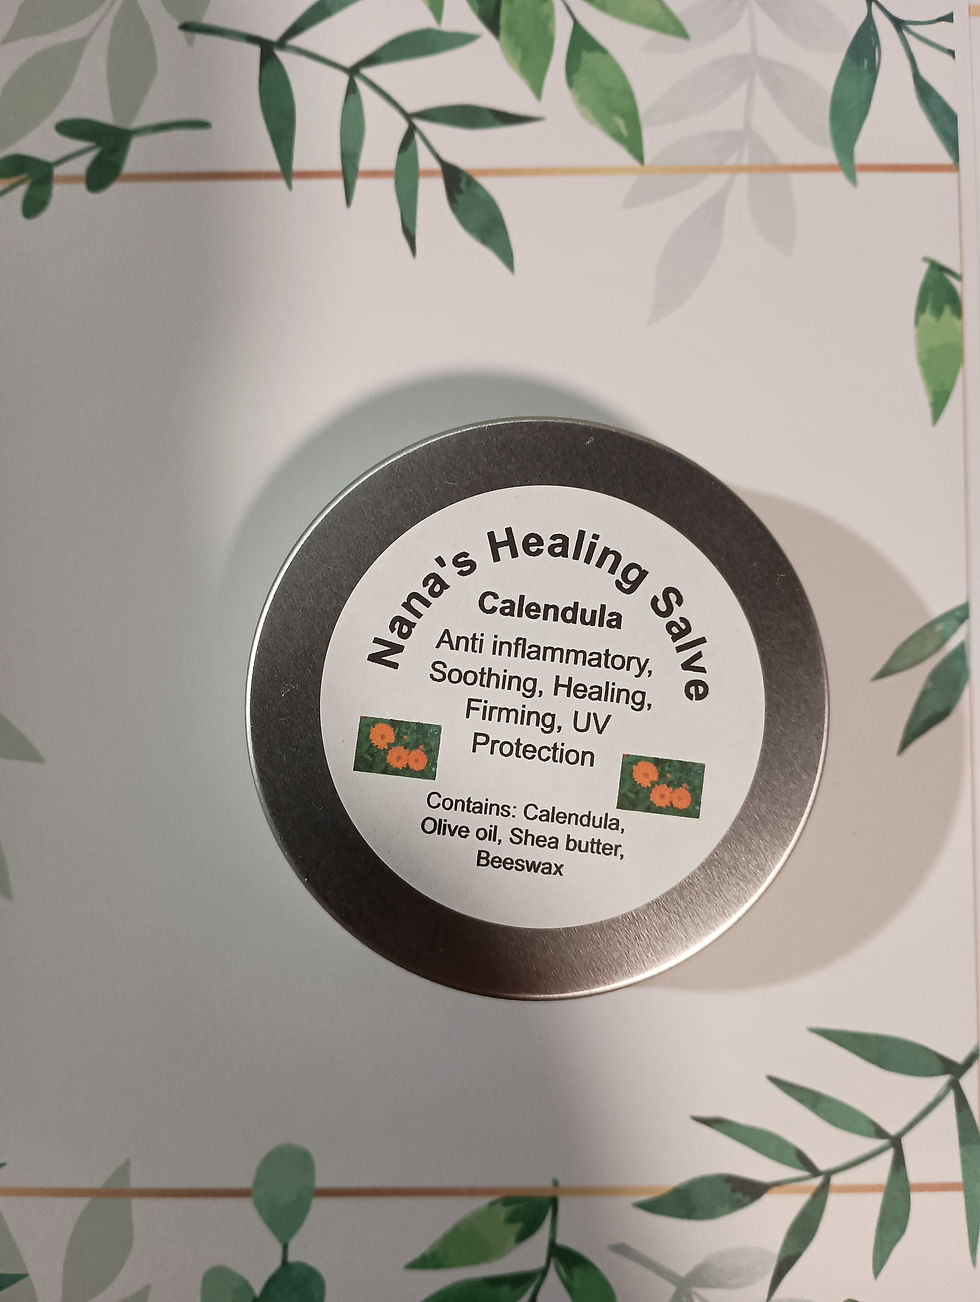 Nana's Healing Salve
Calendula
Anti inflammatory,
Soothing, Healing,
Firming, UV
Protection
Contains: Calendula,
Olive oil, Shea butter,
Beeswax